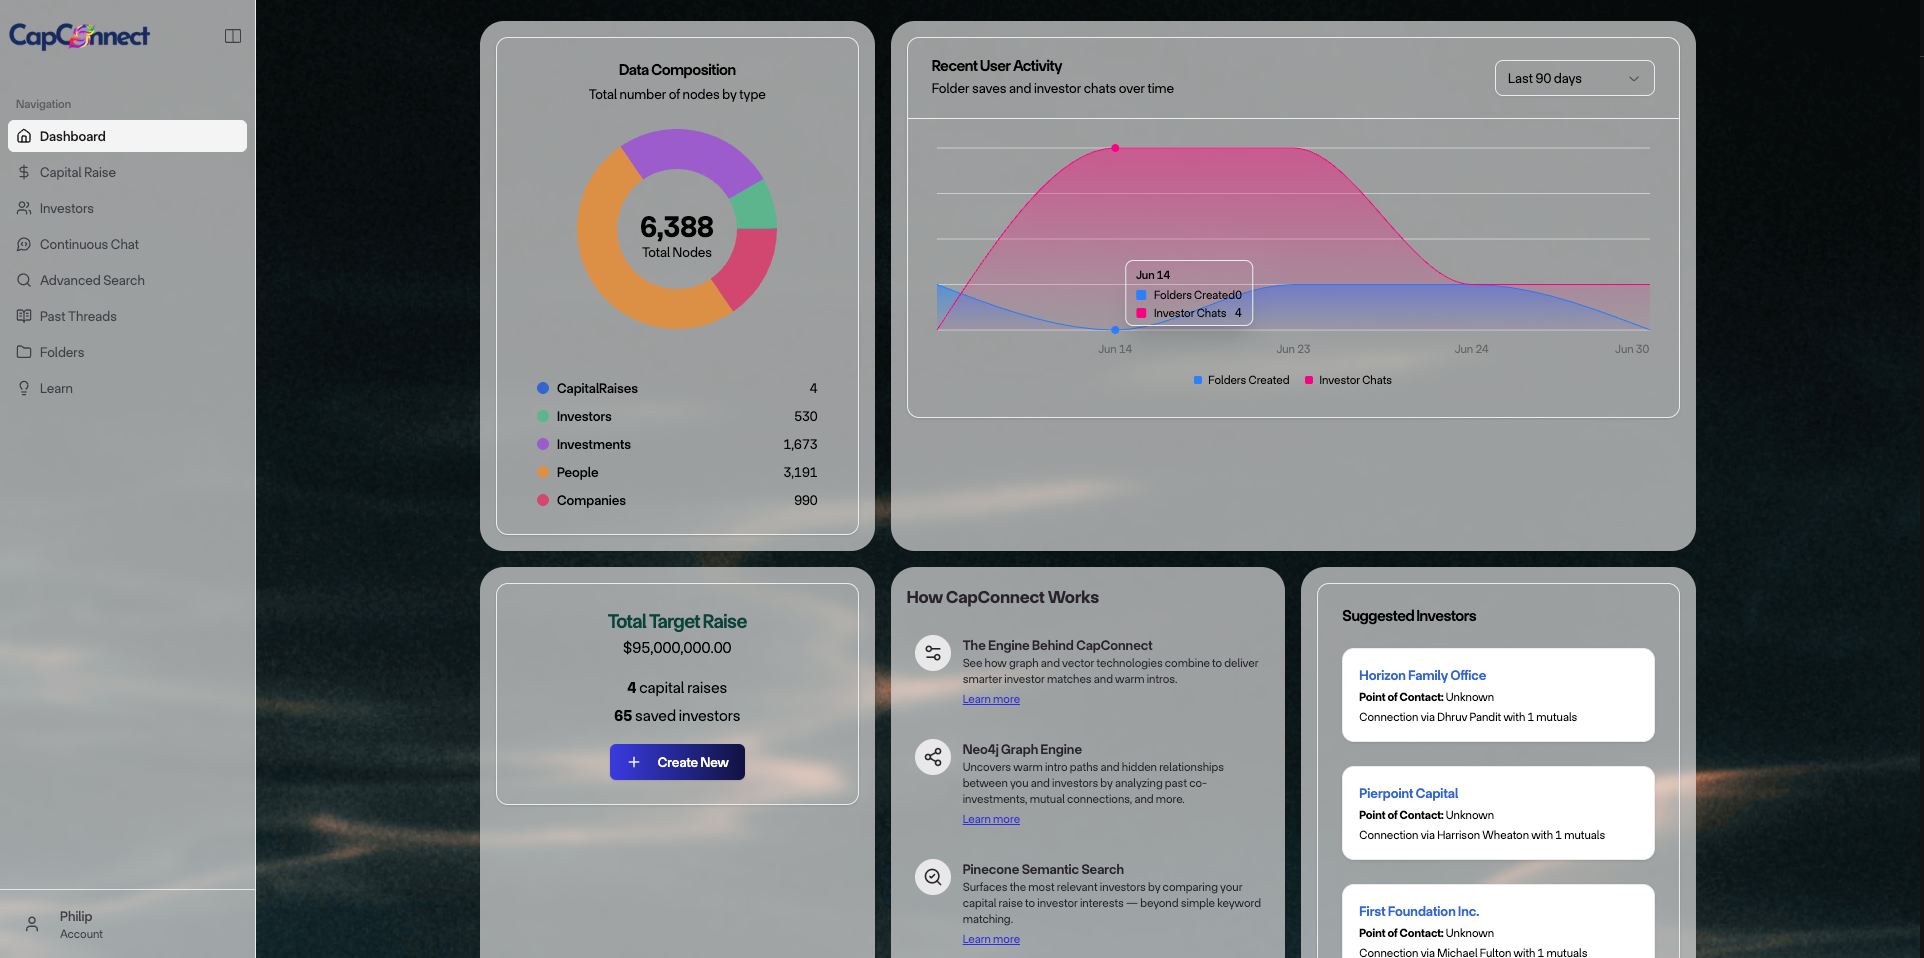 CapConnect
Navigation
Dashboard
Capital Raise
Investors
Continuous Chat
Advanced Search
Past Threads
Folders
Learn
Philip
Account
Data Composition
Total number of nodes by type
6,388
Total Nodes
CapitalRaises 4
Investors 530
Investments 1,673
People 3,191
Companies 990
Recent User Activity
Folder saves and investor chats over time
Last 90 days
Jun 14
Folders Created0
Investor Chats 4
Jun 14 Jun 23 Jun 24 Jun 30
Folders Created Investor Chats
Total Target Raise
$95,000,000.00
4 capital raises
65 saved investors
+ Create New
How CapConnect Works
The Engine Behind CapConnect
See how graph and vector technologies combine to deliver
smarter investor matches and warm intros.
Learn more
Neo4j Graph Engine
Uncovers warm intro paths and hidden relationships
between you and investors by analyzing past co-
investments, mutual connections, and more.
Learn more
Pinecone Semantic Search
Surfaces the most relevant investors by comparing your
capital raise to investor interests — beyond simple keyword
matching.
Learn more
Suggested Investors
Horizon Family Office
Point of Contact: Unknown
Connection via Dhruv Pandit with 1 mutuals
Pierpoint Capital
Point of Contact: Unknown
Connection via Harrison Wheaton with 1 mutuals
First Foundation Inc.
Point of Contact: Unknown
Connection via Michael Fulton with 1 mutuals